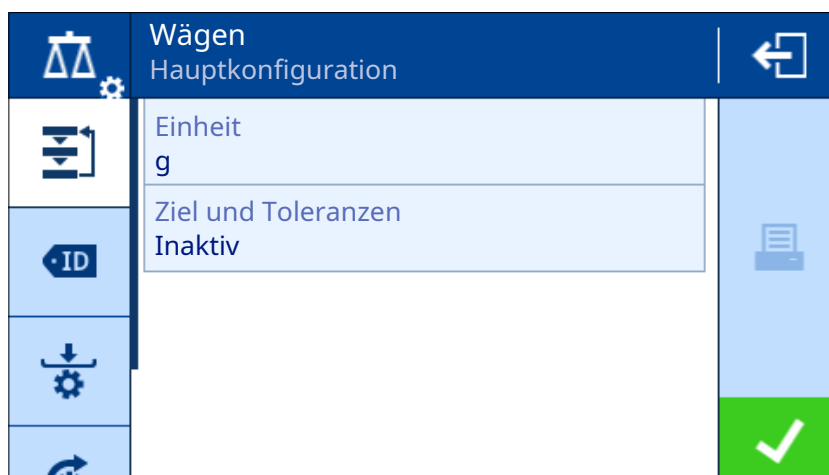 Wägen
Hauptkonfiguration
Einheit
g
Ziel und Toleranzen
Inaktiv
·ID